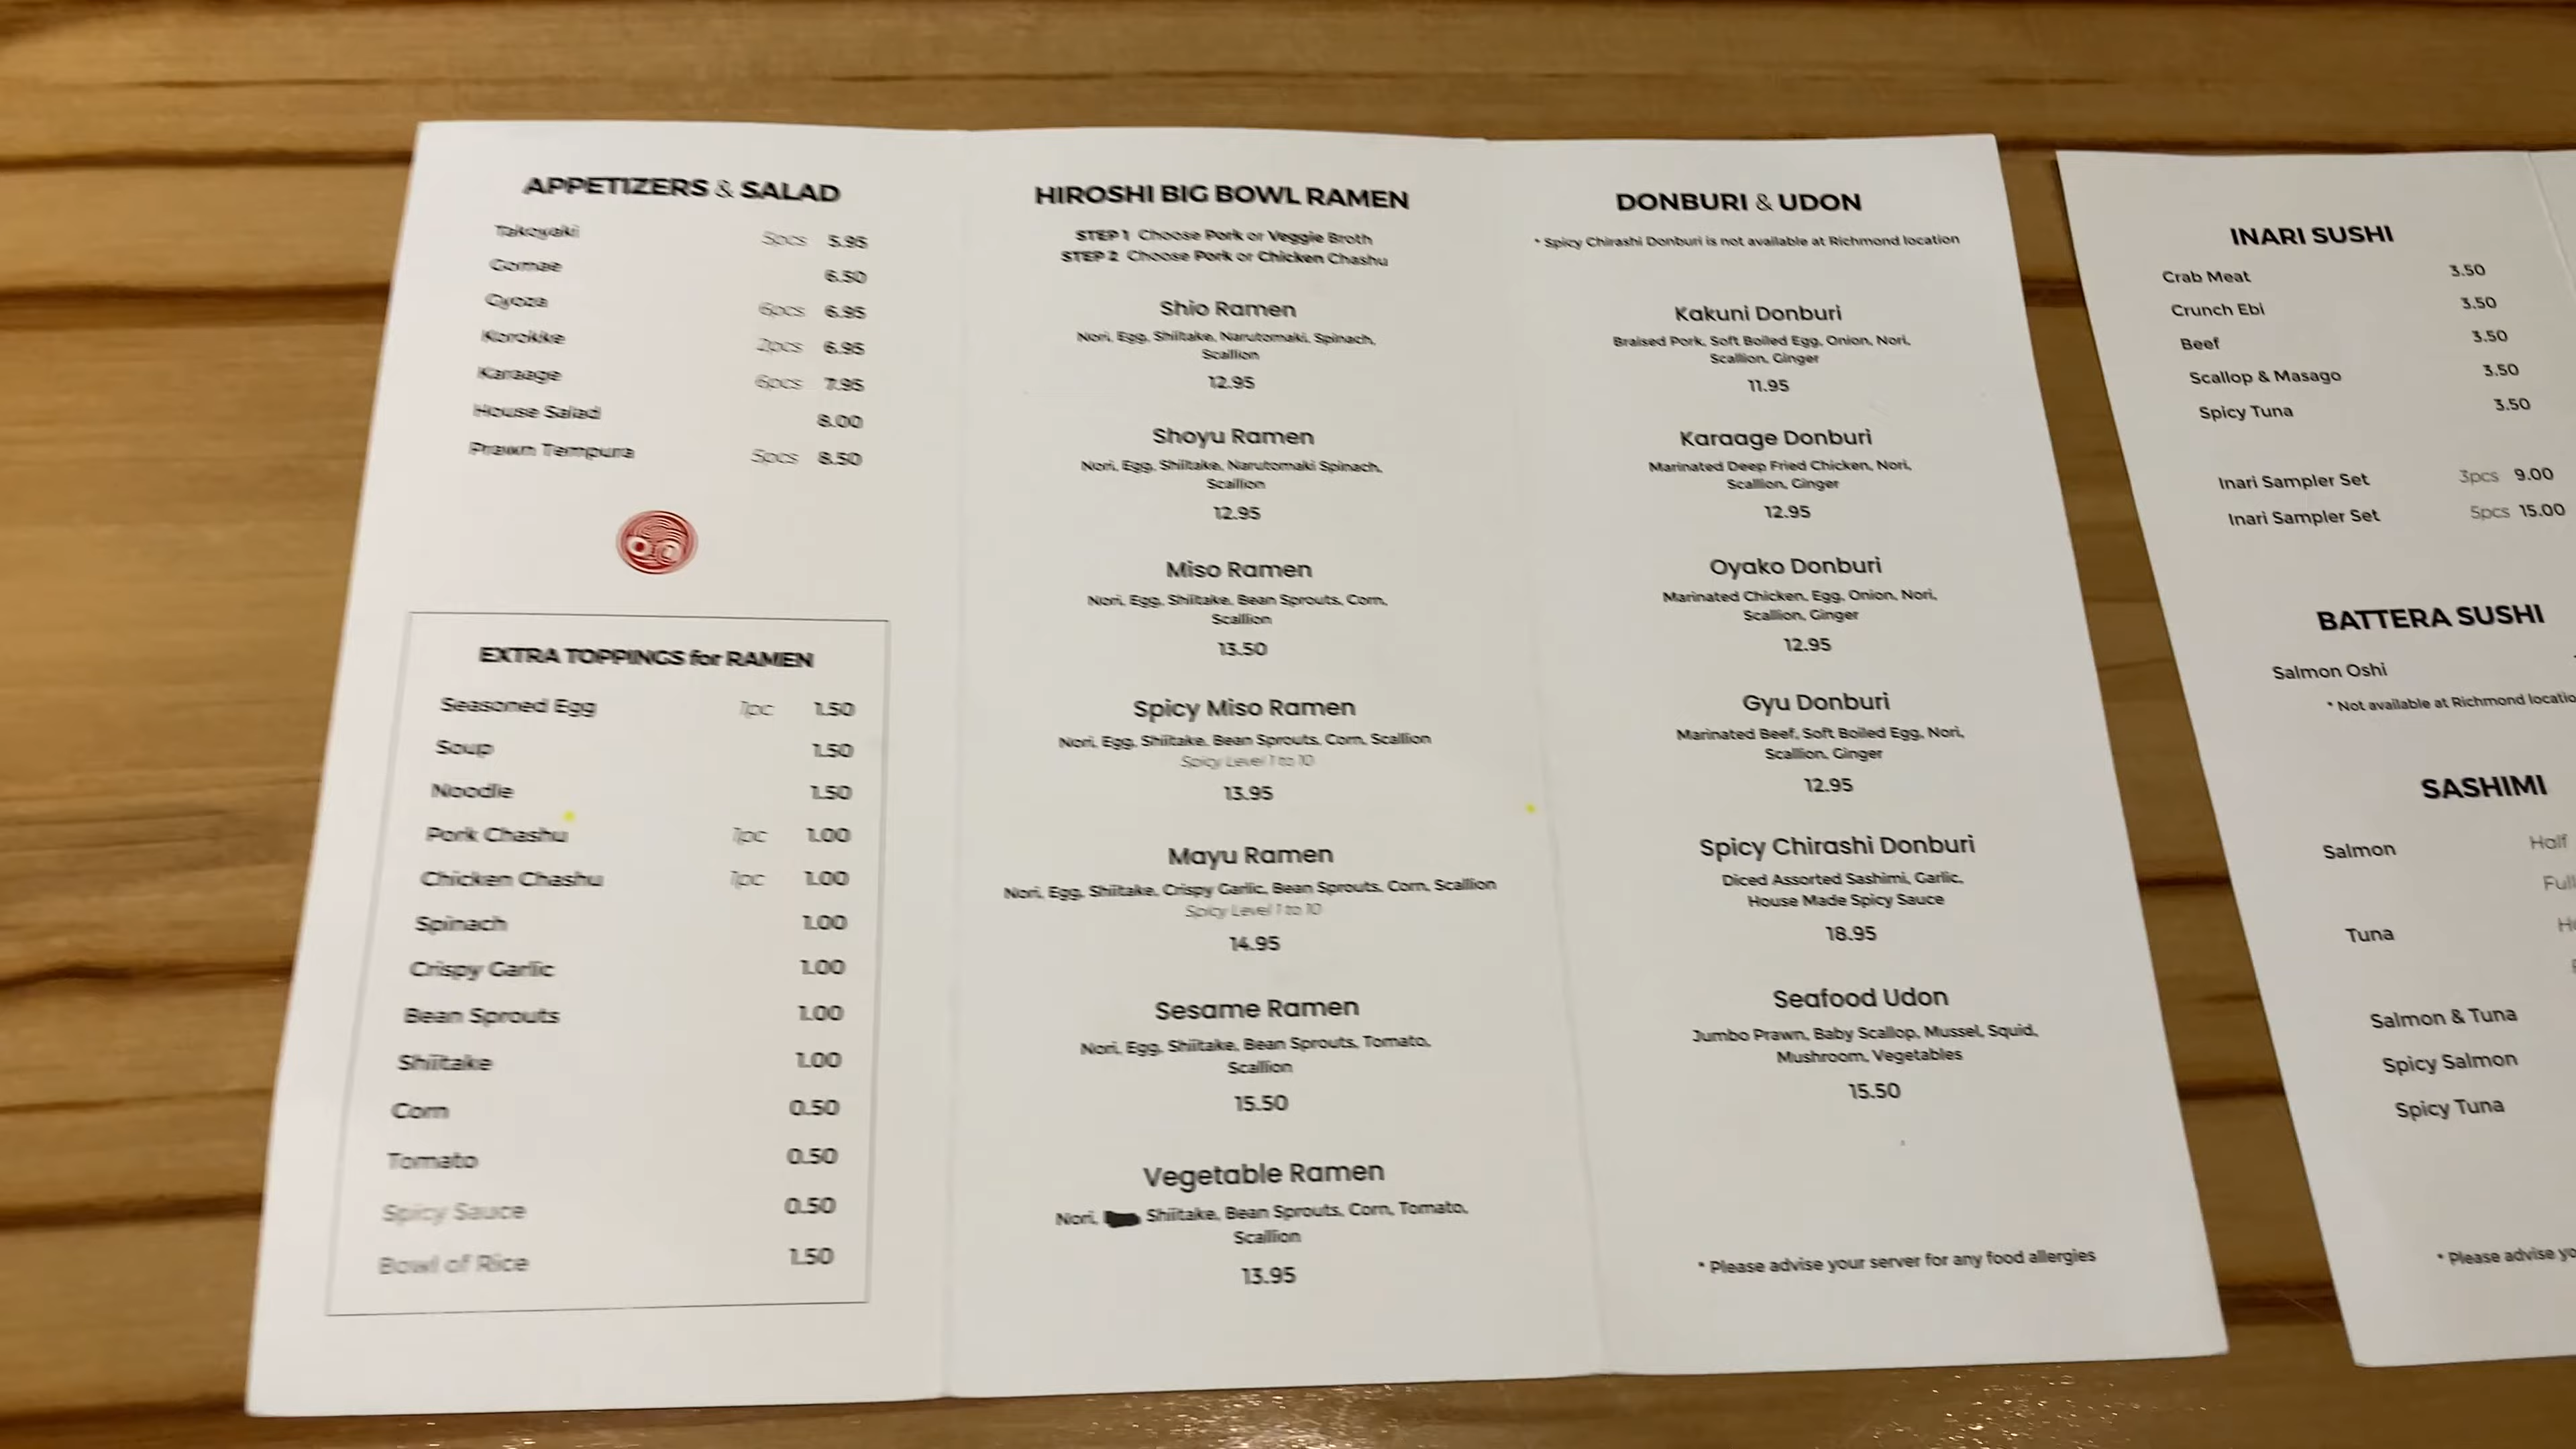 APPETIZERS & SALAD
Takoyaki 5pcs 5.95
Gomae 6.50
Gyoza 6pcs 6.95
Korokke 2pcs 6.95
Karaage 6pcs 7.95
House Salad 8.00
Prawn Tempura 5pcs 8.50
EXTRA TOPPINGS for RAMEN
Seasoned Egg 1pc 1.50
Soup 1.50
Noodle 1.50
Pork Chashu 1pc 1.00
Chicken Chashu 1pc 1.00
Spinach 1.00
Crispy Garlic 1.00
Bean Sprouts 1.00
Shiitake 1.00
Corn 0.50
Tomato 0.50
Spicy Sauce 0.50
Bowl of Rice 1.50
HIROSHI BIG BOWL RAMEN
STEP 1 Choose Pork or Veggie Broth
STEP 2 Choose Pork or Chicken Chashu
Shio Ramen
Nori, Egg, Shiitake, Narutomaki, Spinach,
Scallion
12.95
Shoyu Ramen
Nori, Egg, Shiitake, Narutomaki Spinach,
Scallion
12.95
Miso Ramen
Nori, Egg, Shiitake, Bean Sprouts, Corn,
Scallion
13.50
Spicy Miso Ramen
Nori, Egg, Shiitake, Bean Sprouts, Corn, Scallion
Spicy Level 1 to 10
13.95
Mayu Ramen
Nori, Egg, Shiitake, Crispy Garlic, Bean Sprouts, Corn, Scallion
Spicy Level 1 to 10
14.95
Sesame Ramen
Nori, Egg, Shiitake, Bean Sprouts, Tomato,
Scallion
15.50
Vegetable Ramen
Nori, Shiitake, Bean Sprouts, Corn, Tomato,
Scallion
13.95
DONBURI & UDON
* Spicy Chirashi Donburi is not available at Richmond location
Kakuni Donburi
Braised Pork, Soft Boiled Egg, Onion, Nori,
Scallion, Ginger
11.95
Karaage Donburi
Marinated Deep Fried Chicken, Nori,
Scallion, Ginger
12.95
Oyako Donburi
Marinated Chicken, Egg, Onion, Nori,
Scallion, Ginger
12.95
Gyu Donburi
Marinated Beef, Soft Boiled Egg, Nori,
Scallion, Ginger
12.95
Spicy Chirashi Donburi
Diced Assorted Sashimi, Garlic,
House Made Spicy Sauce
18.95
Seafood Udon
Jumbo Prawn, Baby Scallop, Mussel, Squid,
Mushroom, Vegetables
15.50
* Please advise your server for any food allergies
INARI SUSHI
Crab Meat 3.50
Crunch Ebi 3.50
Beef 3.50
Scallop & Masago 3.50
Spicy Tuna 3.50
Inari Sampler Set 3pcs 9.00
Inari Sampler Set 5pcs 15.00
BATTERA SUSHI
Salmon Oshi
* Not available at Richmond locatio
SASHIMI
Salmon Half
Full
Tuna
Salmon & Tuna
Spicy Salmon
Spicy Tuna
* Please advise yo